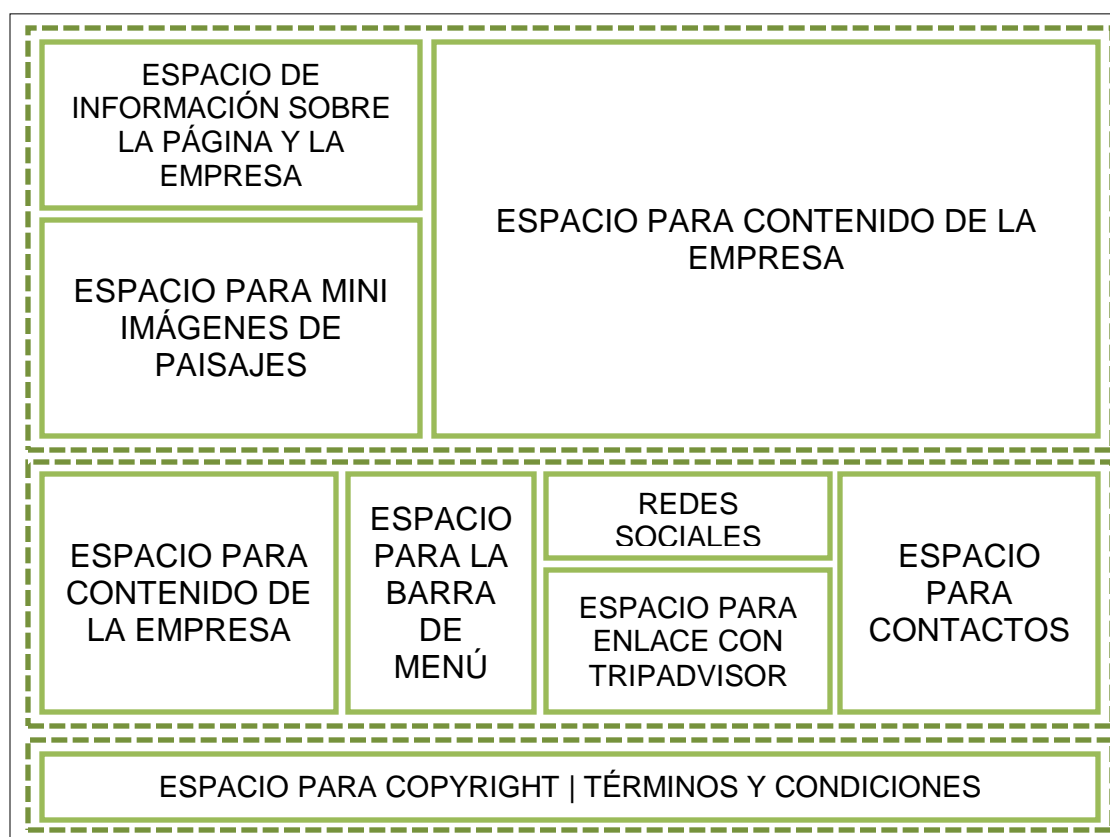 ESPACIO DE
INFORMACIÓN SOBRE
LA PÁGINA Y LA
EMPRESA
ESPACIO PARA MINI
IMÁGENES DE
PAISAJES
ESPACIO PARA CONTENIDO DE LA
EMPRESA
ESPACIO PARA
CONTENIDO DE
LA EMPRESA
ESPACIO
PARA LA
BARRA
DE
MENÚ
REDES
SOCIALES
ESPACIO PARA
ENLACE CON
TRIPADVISOR
ESPACIO
PARA
CONTACTOS
ESPACIO PARA COPYRIGHT | TÉRMINOS Y CONDICIONES